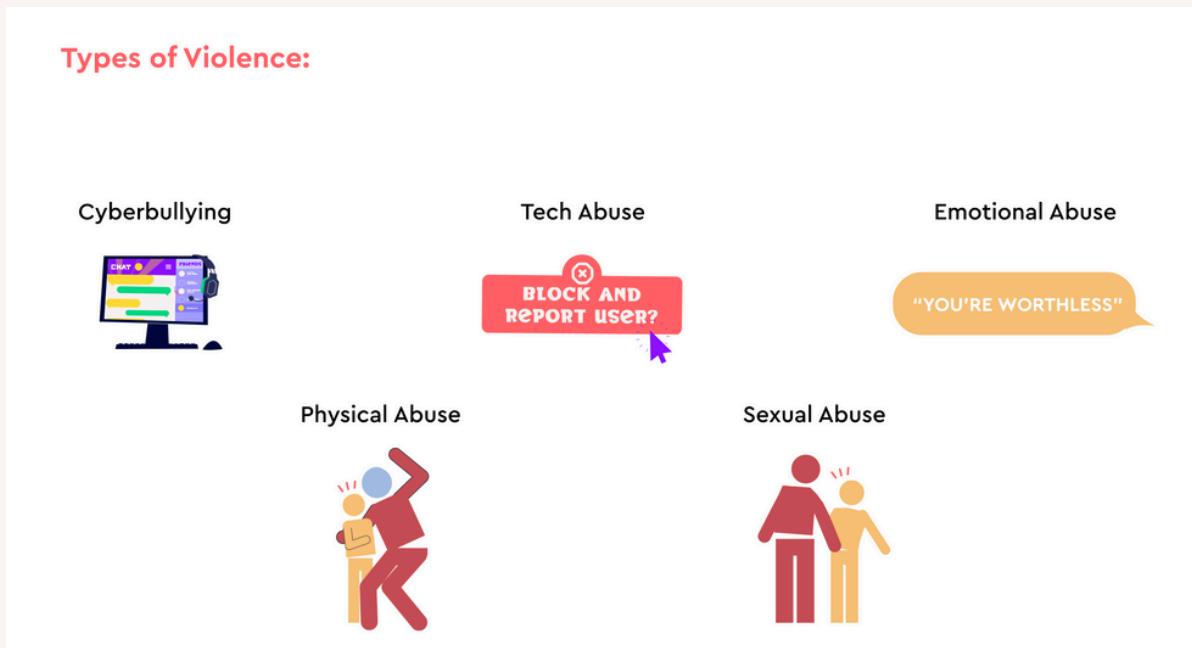 Types of Violence:
Cyberbullying
Tech Abuse
Emotional Abuse
CHAT
FRIENDS
BLOCK AND
REPORT USER?
“YOU’RE WORTHLESS”
Physical Abuse
Sexual Abuse